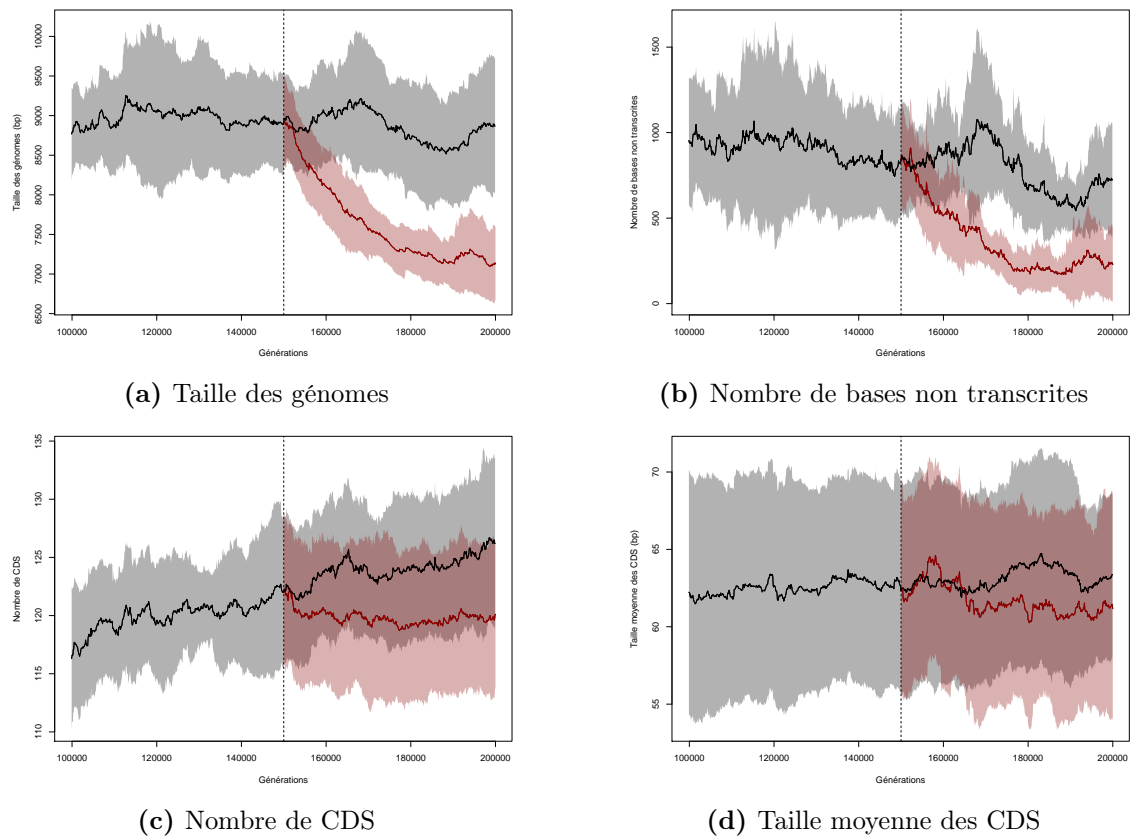 Taille des génomes (bp)
10000
9500
9000
8500
8000
7500
7000
6500
100000 120000 140000 160000 180000 200000
Générations
(a) Taille des génomes
Nombre de bases non transcrites
1500
1000
500
0
100000 120000 140000 160000 180000 200000
Générations
(b) Nombre de bases non transcrites
Nombre de CDS
135
130
125
120
115
110
100000 120000 140000 160000 180000 200000
Générations
(c) Nombre de CDS
Taille moyenne des CDS (bp)
70
65
60
55
100000 120000 140000 160000 180000 200000
Générations
(d) Taille moyenne des CDS